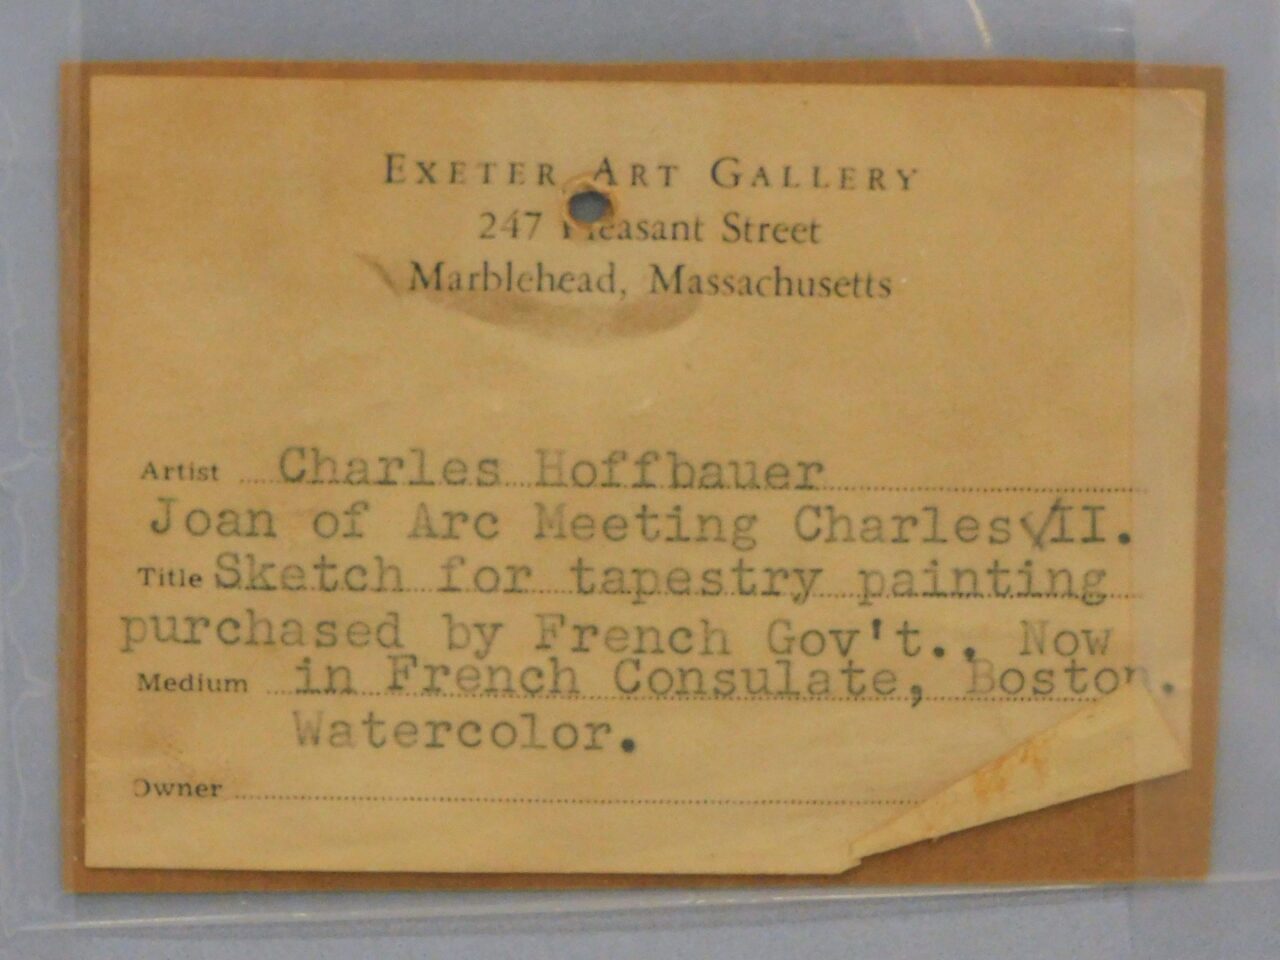 EXETER ART GALLERY
247 Pleasant Street
Marblehead, Massachusetts
Artist Charles Hoffbauer
Joan of Arc Meeting Charles VII.
Title Sketch for tapestry painting
purchased by French Gov't.. Now
Medium in French Consulate, Boston.
Watercolor.
Owner